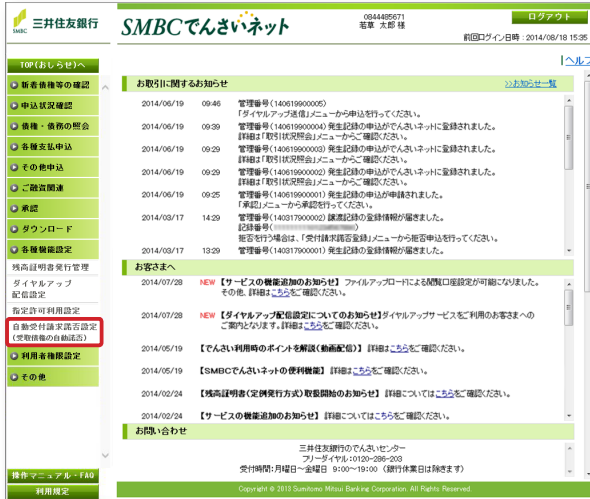 SMBC 三井住友銀行
SMBCでんさいネット
0844485671
若草 太郎 様
ログアウト
前回ログイン日時：2014/08/18 15:35
ヘルプ
TOP(おしらせ)へ
新着債権等の確認
申込状況確認
債権・債務の照会
各種支払申込
その他申込
ご融資関連
承認
ダウンロード
各種機能設定
残高証明書発行管理
ダイヤルアップ
配信設定
指定許可利用設定
自動受付請求諾否設定
(受取債権の自動諾否)
利用者権限設定
その他
操作マニュアル・FAQ
利用規定
お取引に関するお知らせ
>>お知らせ一覧
2014/06/19 09:46 管理番号(140619900005)
「ダイヤルアップ送信」メニューから申込を行ってください。
2014/06/19 09:39 管理番号(140619900004) 発生記録の申込がでんさいネットに登録されました。
詳細は「取引状況照会」メニューからご確認ください。
2014/06/19 09:29 管理番号(140619900003) 発生記録の申込がでんさいネットに登録されました。
詳細は「取引状況照会」メニューからご確認ください。
2014/06/19 09:29 管理番号(140619900002) 発生記録の申込がでんさいネットに登録されました。
詳細は「取引状況照会」メニューからご確認ください。
2014/06/19 09:25 管理番号(140619900001) 発生記録の申込が申請されました。
「承認」メニューから承認を行ってください。
2014/03/17 14:29 管理番号(140317900002) 譲渡記録の登録情報が届きました。
記録番号(
拒否を行う場合は、「受付請求諾否登録」メニューから拒否申込を行ってください。
2014/03/17 13:29 管理番号(140317900001) 発生記録の登録情報が届きました。
お客さまへ
2014/07/28 NEW 【サービスの機能追加のお知らせ】 ファイルアップロードによる閲覧口座設定が可能になりました。
その他、詳細はこちらをご確認ください。
2014/07/28 NEW 【ダイヤルアップ配信設定についてのお知らせ】ダイヤルアップサービスをご利用のお客さまへの
ご案内となります。詳細はこちらをご確認ください。
2014/05/19 【でんさい利用時のポイントを解説(動画配信)】 詳細はこちらをご確認ください。
2014/05/19 【SMBCでんさいネットの便利機能】 詳細はこちらをご確認ください。
2014/02/24 【残高証明書(定例発行方式)取扱開始のお知らせ】 詳細についてはこちらをご確認ください。
2014/02/24 【サービスの機能追加のお知らせ】 詳細についてはこちらをご確認ください。
お問い合わせ
三井住友銀行のでんさいセンター
フリーダイヤル：0120-286-203
受付時間：月曜日～金曜日 9:00～19:00 (銀行休業日は除きます)
Copyright © 2013 Sumitomo Mitsui Banking Corporation. All Rights Reserved.